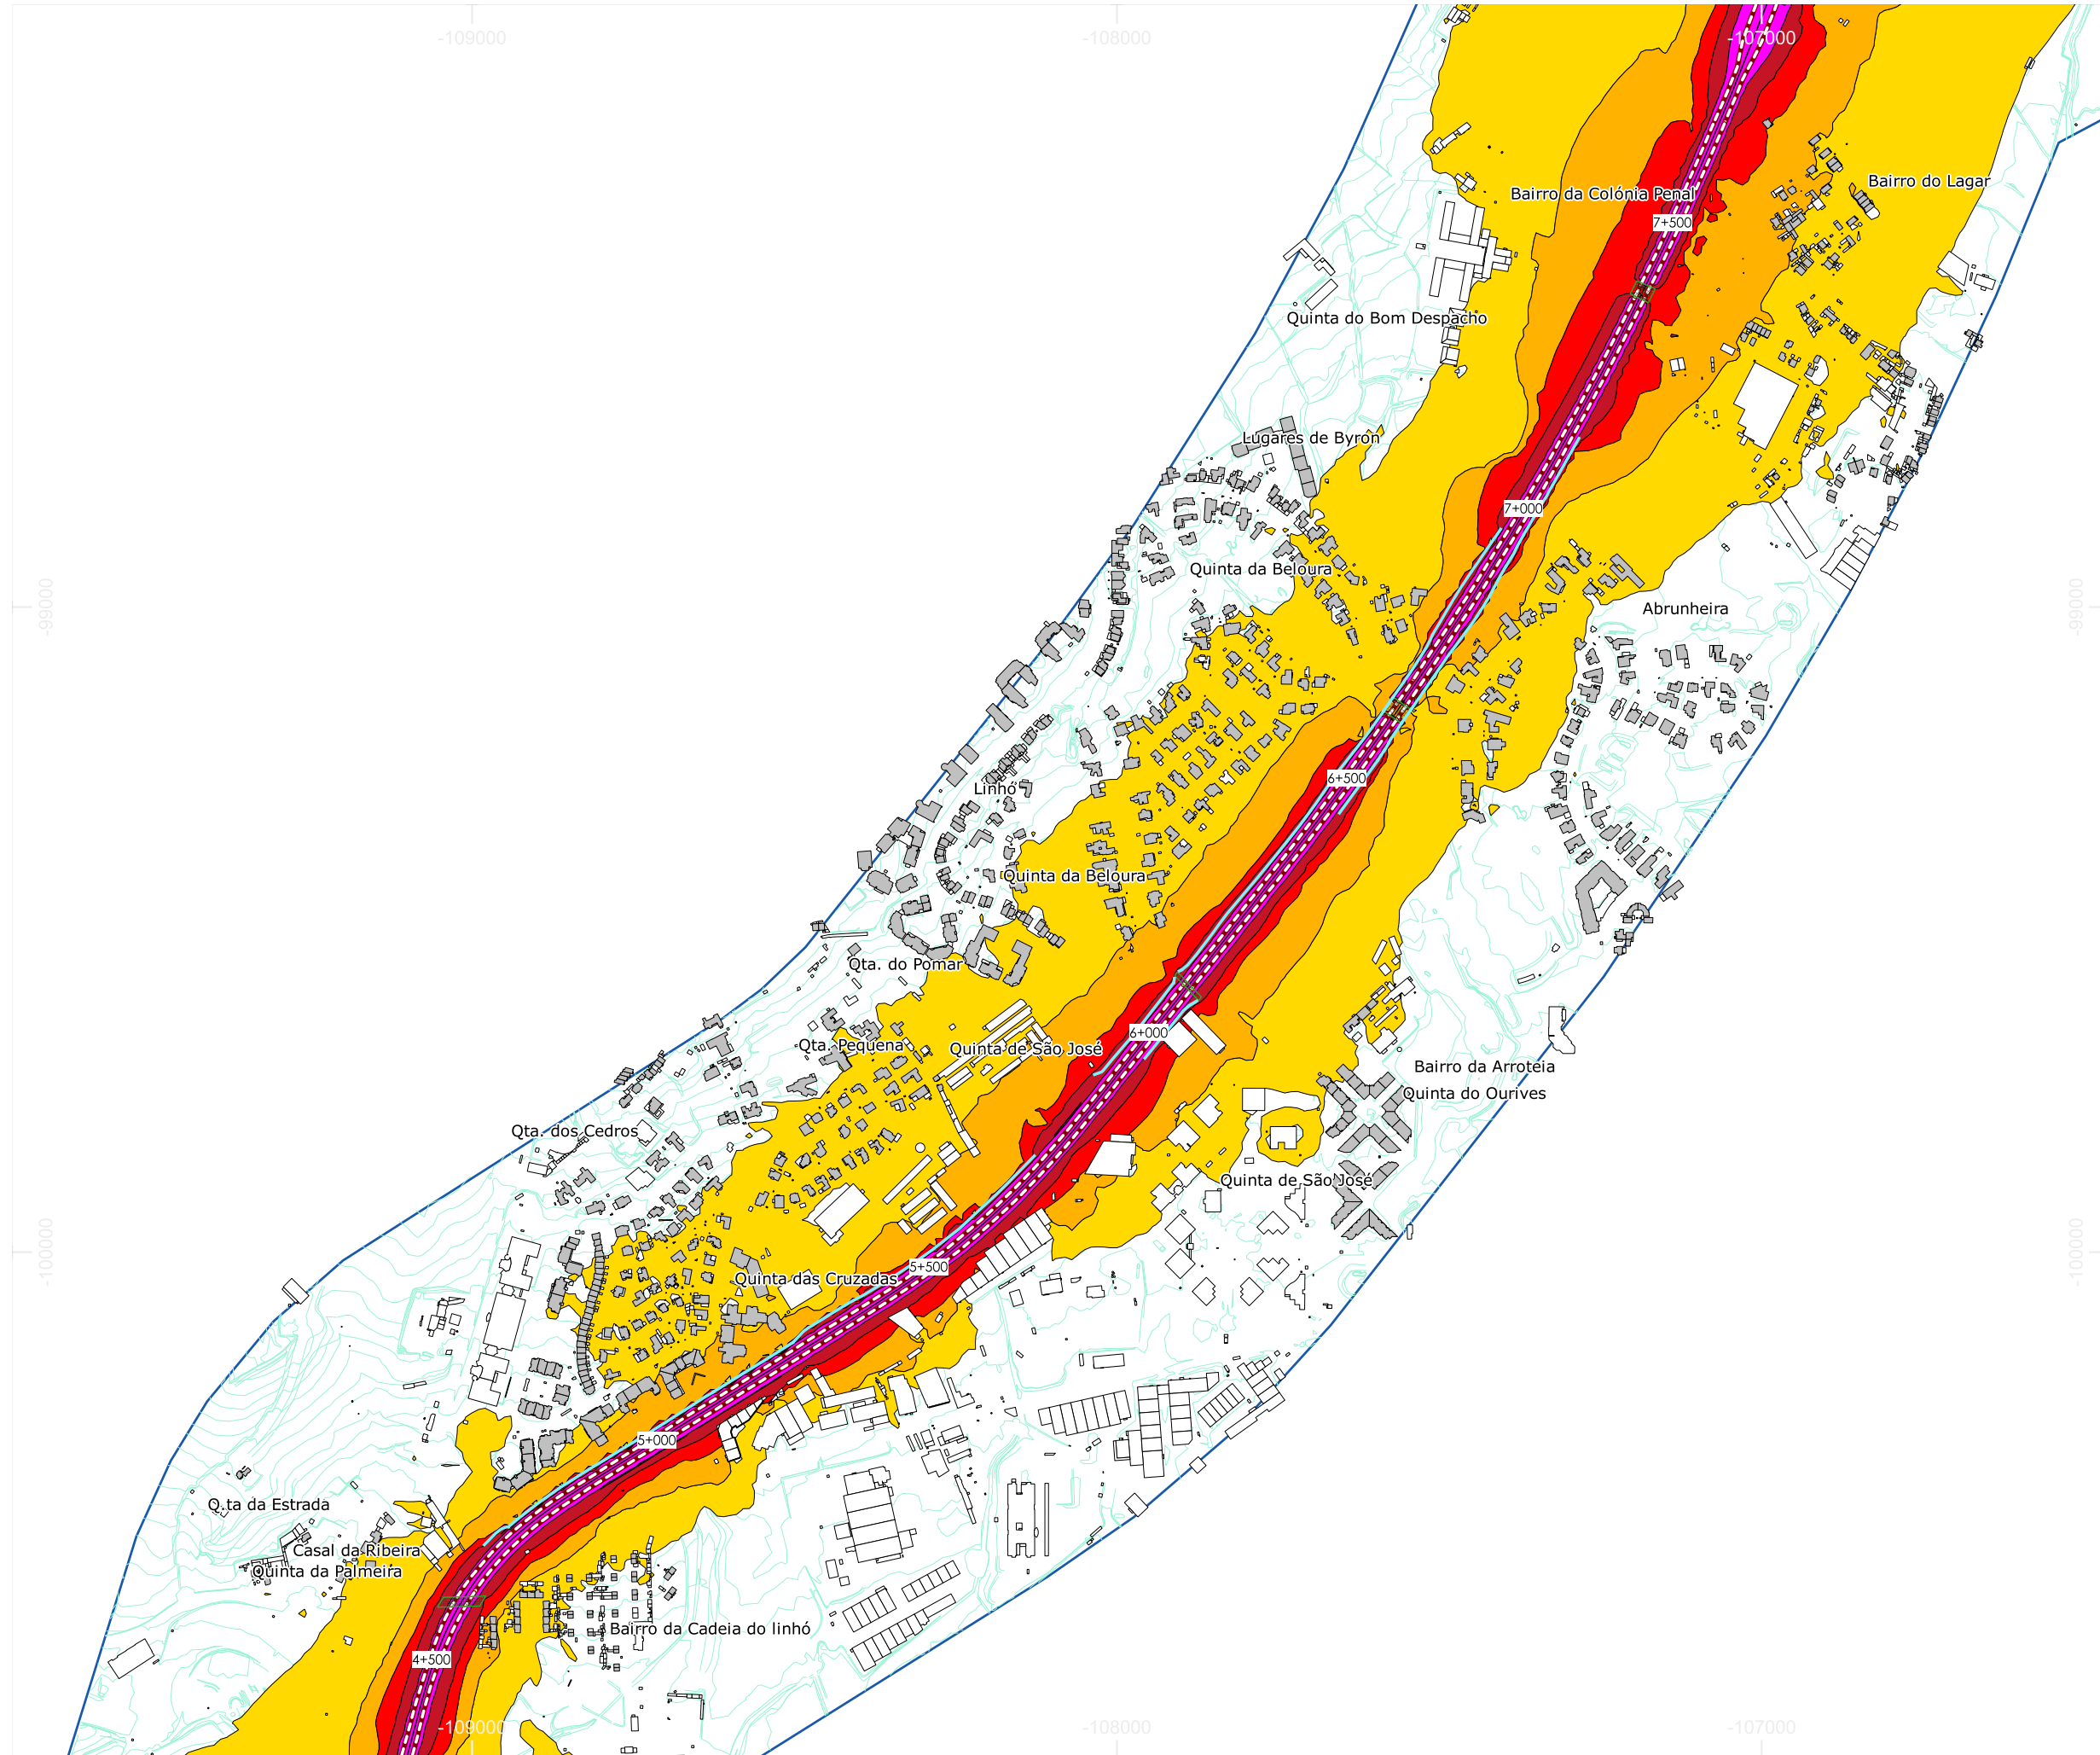 -109000
-108000
-107000
Bairro do Lagar
Bairro da Colónia Penal
7+500
Quinta do Bom Despacho
Lugares de Byron
7+000
Quinta da Beloura
-99000
-99000
Abrunheira
6+500
Linhó
Quinta da Beloura
Qta. do Pomar
6+000
Qta. Pequena
Quinta de São José
Bairro da Arroteia
Quinta do Ourives
Qta. dos Cedros
Quinta de São José
-100000
-100000
5+500
Quinta das Cruzadas
5+000
Q.ta da Estrada
Casal da Ribeira
Quinta da Palmeira
Bairro da Cadeia do linhó
4+500
-109000
-108000
-107000